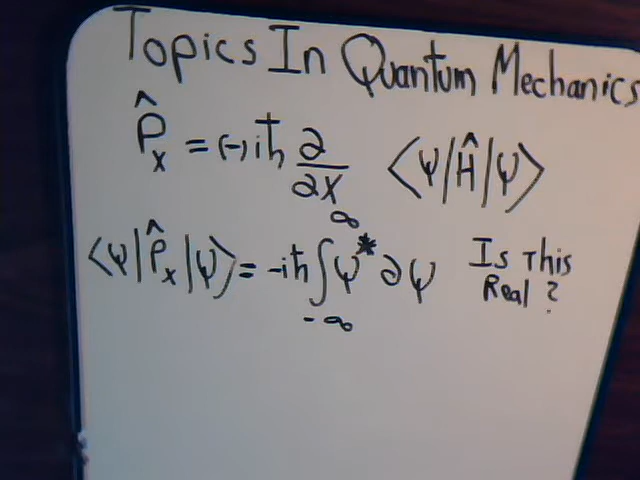 Topics In Quantum Mechanics
P̂ₓ = (-)iħ ∂/∂x ⟨ψ|Ĥ|ψ⟩
⟨ψ|P̂ₓ|ψ⟩ = -iħ ∫_{-∞}^{∞} ψ* ∂ψ Is This
Real ?